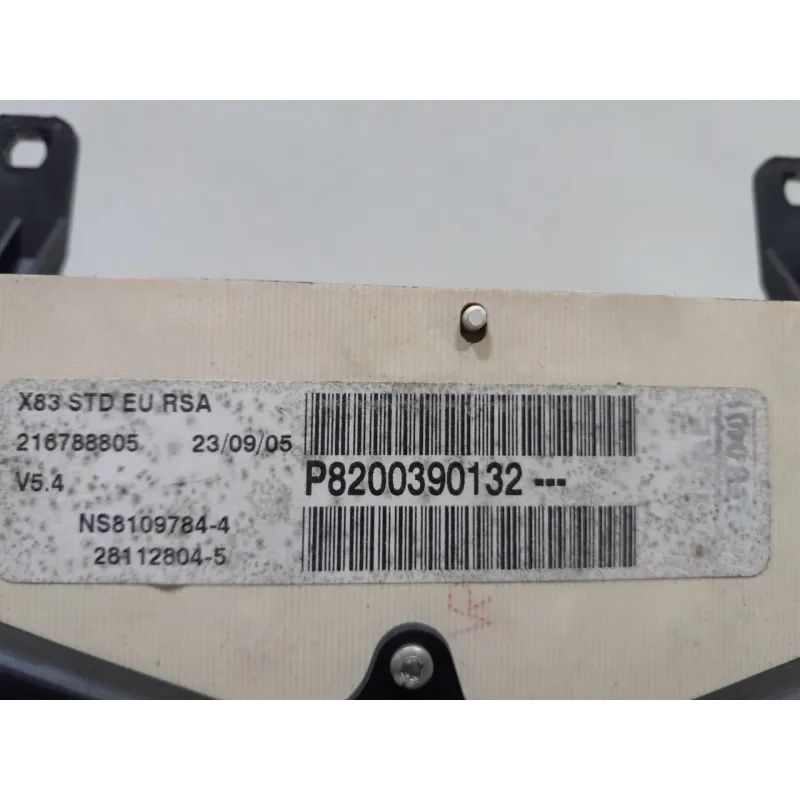 X83 STD EU RSA
216788805 23/09/05
V5.4
NS8109784-4
28112804-5
P8200390132 ---